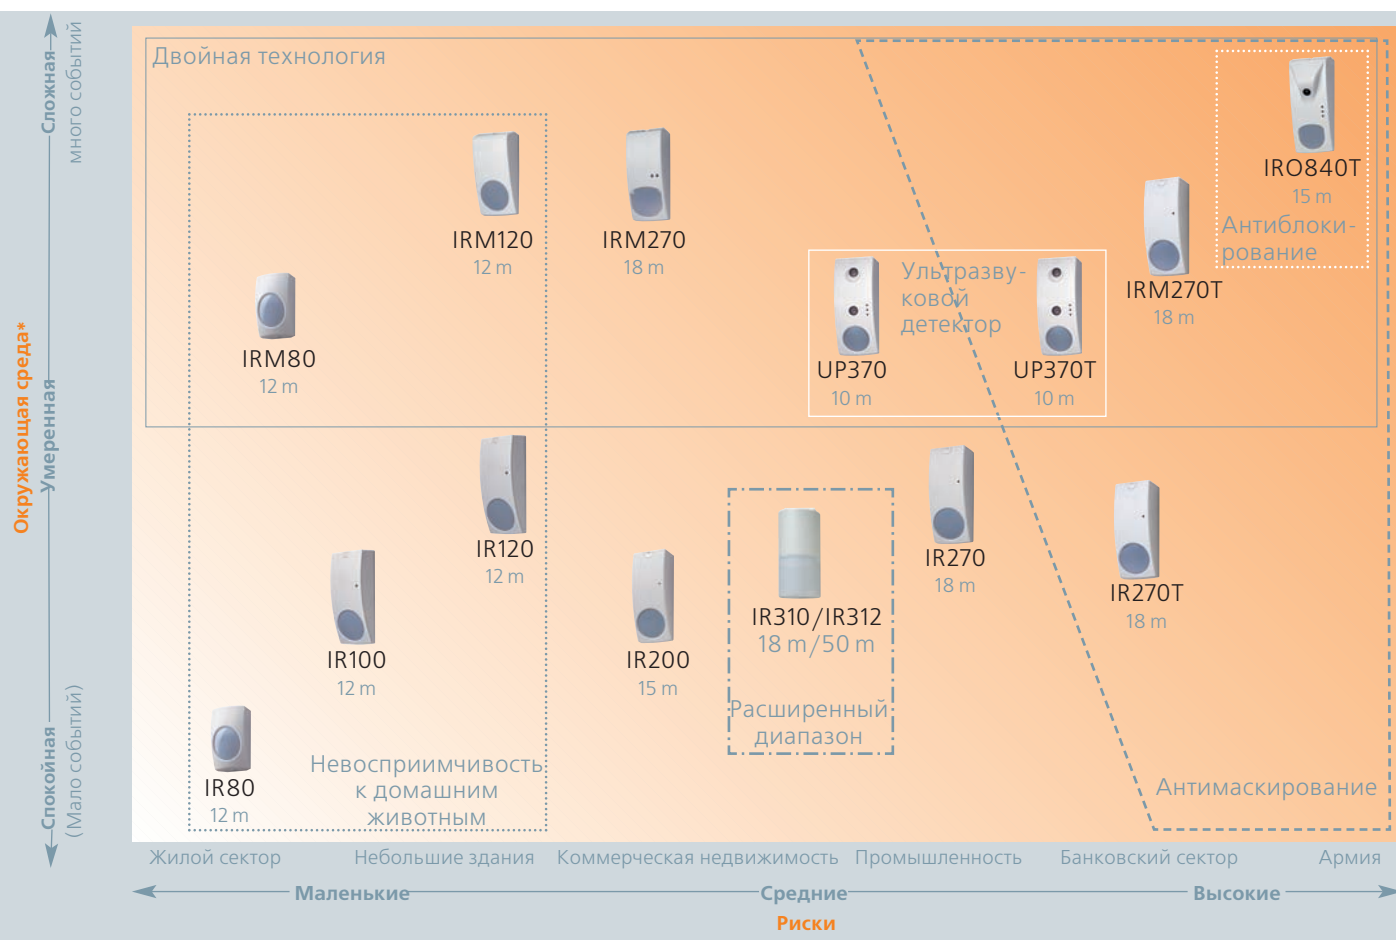 Сложная
много событий
Окружающая среда*
Умеренная
Спокойная
(Мало событий)
Двойная технология
IRO840T
15 m
Антиблоки-
рование
IRM120
12 m
IRM270
18 m
IRM270T
18 m
Ультразву-
ковой
детектор
IRM80
12 m
UP370
10 m
UP370T
10 m
IR120
12 m
IR270
18 m
IR270T
18 m
IR310/IR312
18 m/50 m
IR100
12 m
IR200
15 m
Расширенный
диапазон
Невосприимчивость
к домашним
животным
IR80
12 m
Антимаскирование
Жилой сектор
Небольшие здания
Коммерческая недвижимость
Промышленность
Банковский сектор
Армия
Маленькие
Средние
Высокие
Риски